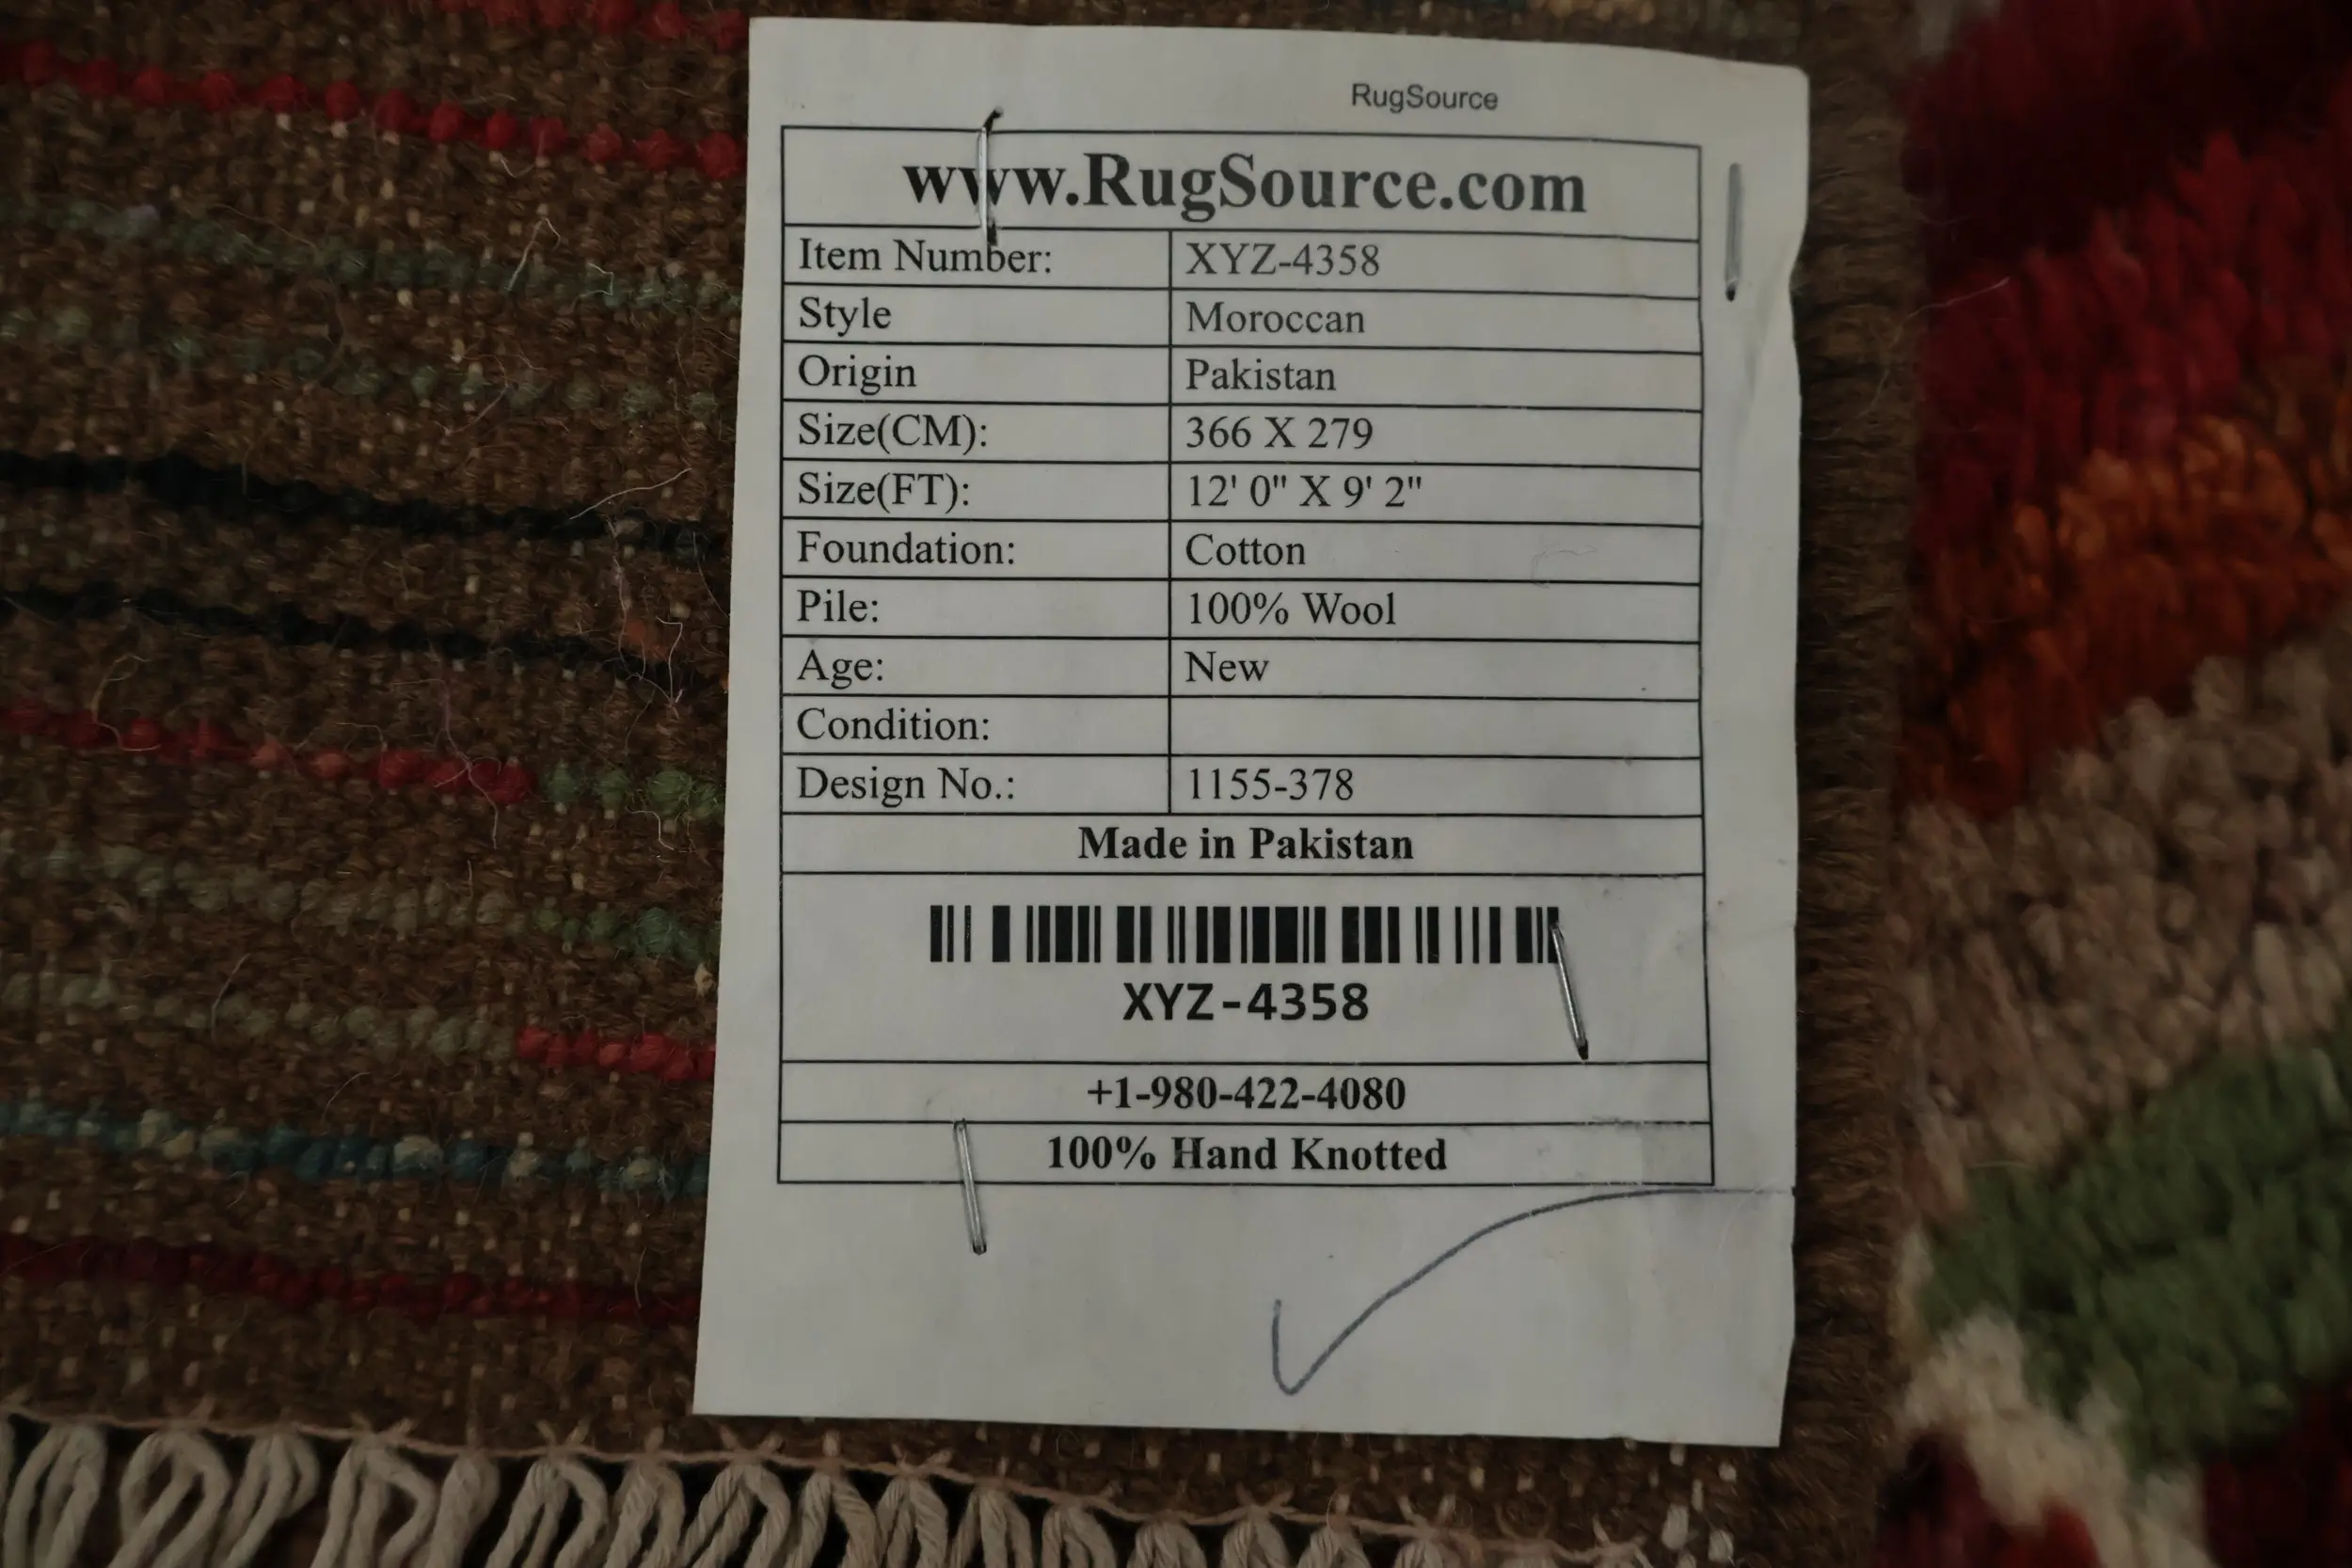 RugSource
www.RugSource.com
Item Number: XYZ-4358
Style Moroccan
Origin Pakistan
Size(CM): 366 X 279
Size(FT): 12' 0" X 9' 2"
Foundation: Cotton
Pile: 100% Wool
Age: New
Condition:
Design No.: 1155-378
Made in Pakistan
XYZ-4358
+1-980-422-4080
100% Hand Knotted